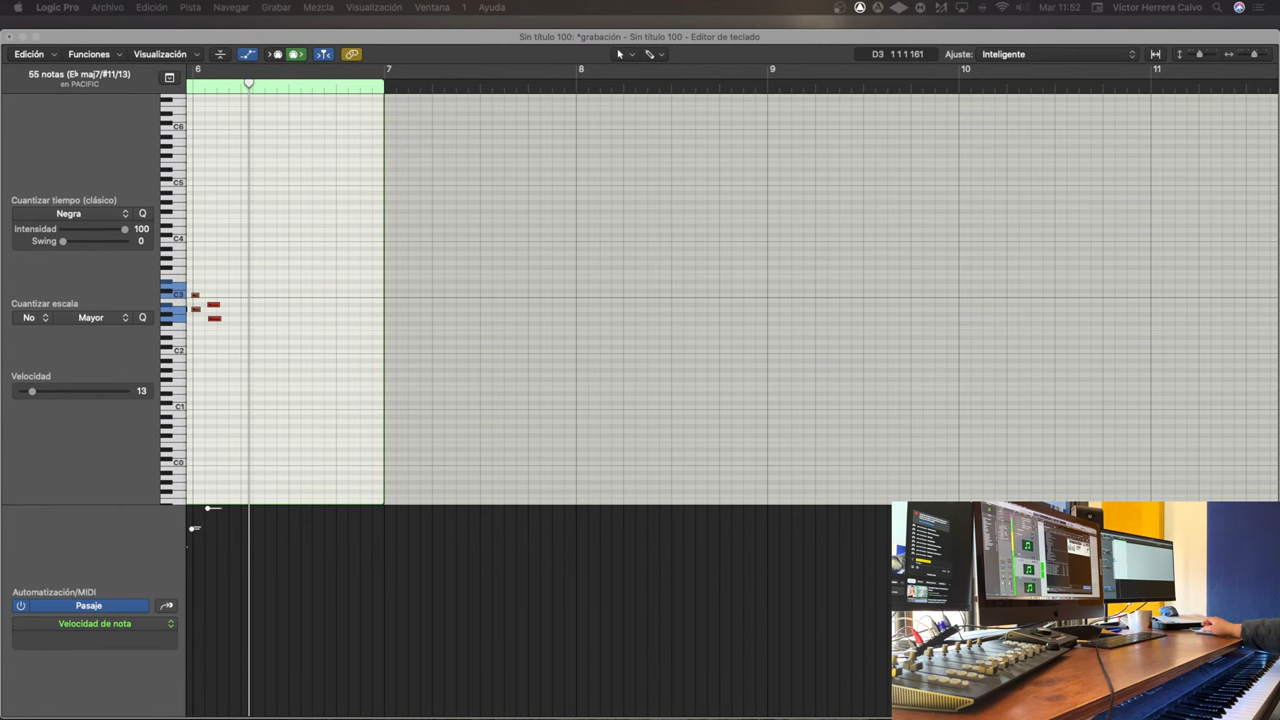 Logic Pro Archivo Edición Pista Navegar Grabar Mezcla Visualización Ventana 1 Ayuda Mar 11:52 Víctor Herrera Calvo
Sin título 100: *grabación - Sin título 100 - Editor de teclado
Edición Funciones Visualización D3 1 1 1 161 Ajuste: Inteligente
55 notas (E♭ maj7/#11/13)
en PACIFIC
6 7 8 9 10 11
C6
C5
Cuantizar tiempo (clásico)
Negra Q
Intensidad 100
Swing 0
C4
C3
Cuantizar escala
No Mayor Q
C2
Velocidad
13
C1
C0
Automatización/MIDI
Pasaje
Velocidad de nota